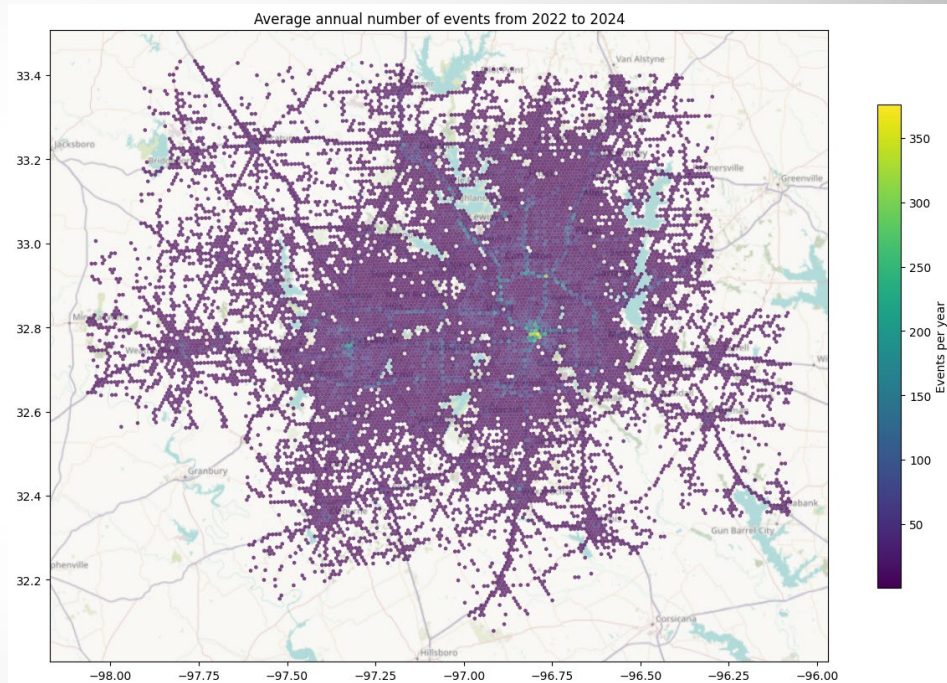 Average annual number of events from 2022 to 2024
Van Alstyne
33.4
Jacksboro
33.2
Greenville
33.0
32.8
32.6
Granbury
32.4
Gun Barrel City
32.2
Corsicana
Hillsboro
−98.00
−97.75
−97.50
−97.25
−97.00
−96.75
−96.50
−96.25
−96.00
350
300
250
200
150
100
50
Events per year